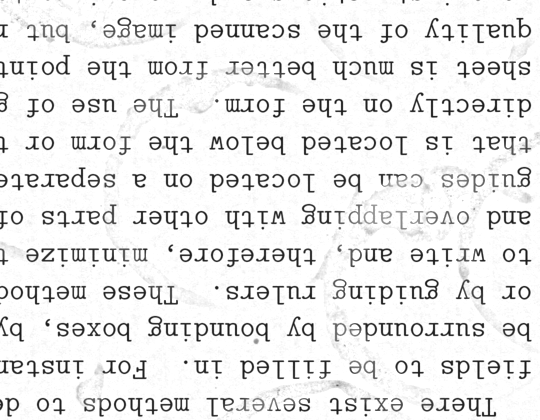 There exist several methods to de
fields to be filled in. For instan
be surrounded by bounding boxes, by
or by guiding rulers. These method
to write and, therefore, minimize t
and overlapping with other parts of
guides can be located on a separate
that is located below the form or t
directly on the form. The use of g
sheet is much better from the point
quality of the scanned image, but r